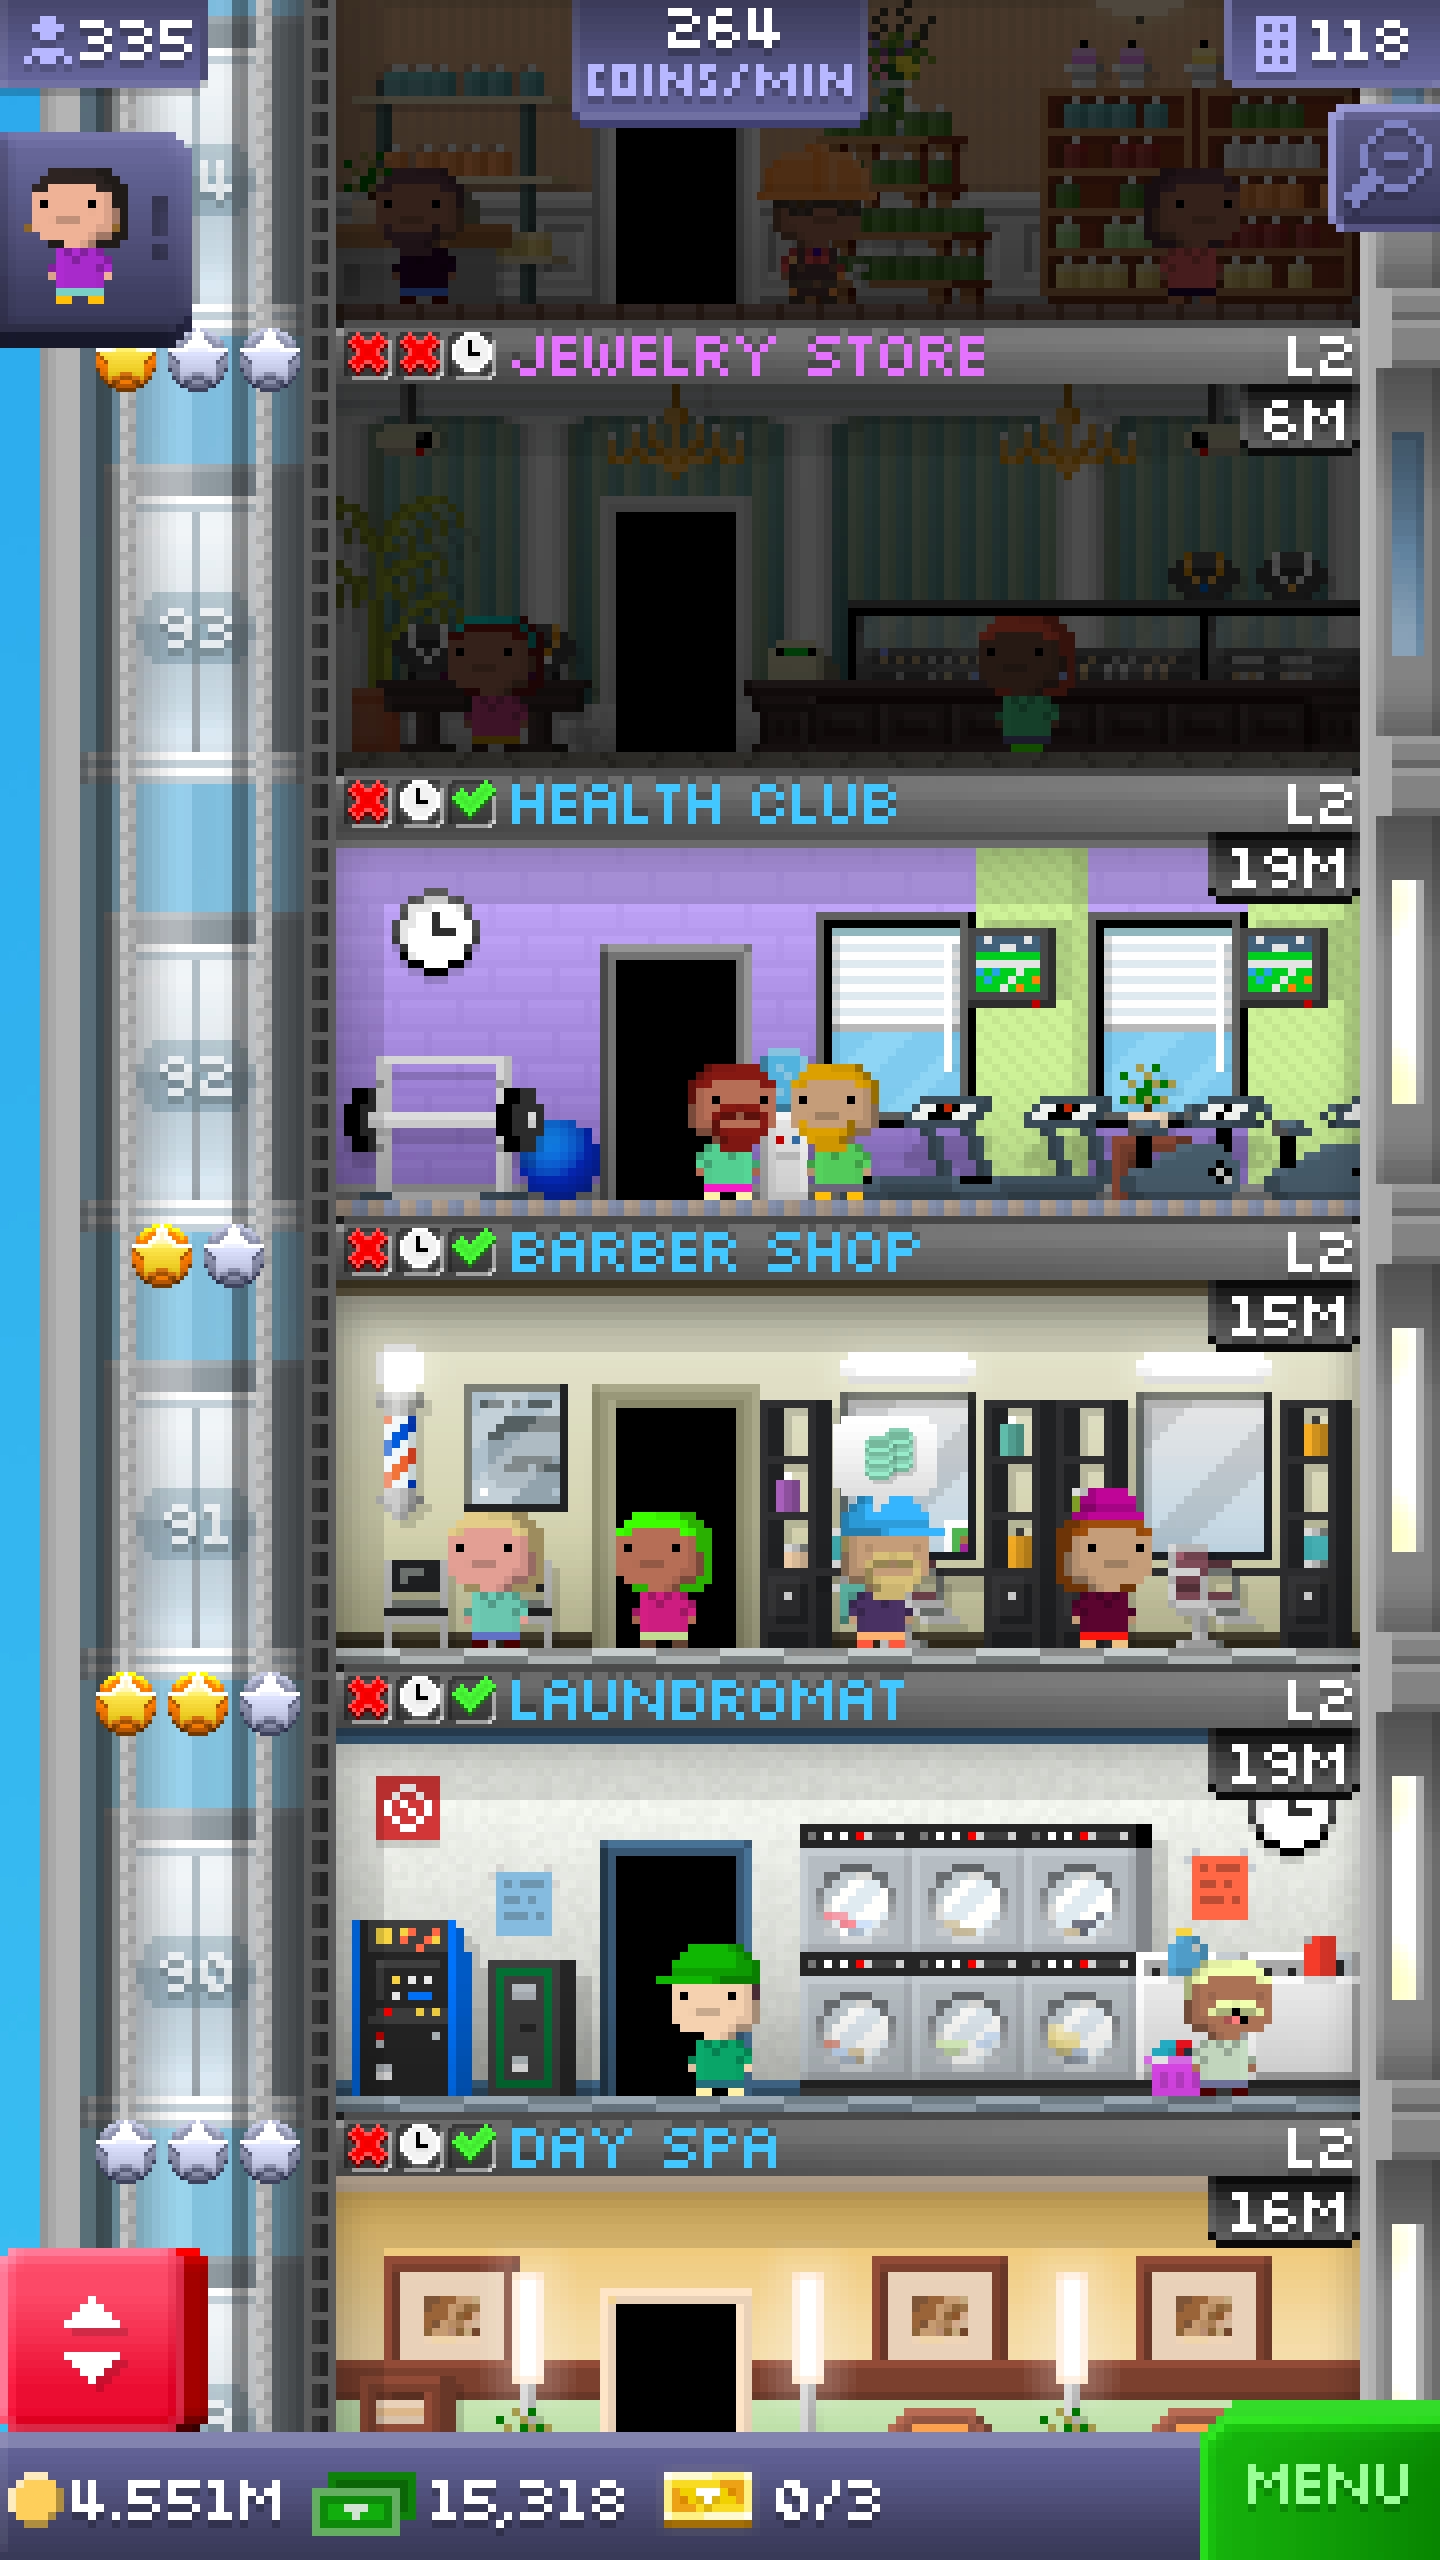 335
264
COINS/MIN
118
4
JEWELRY STORE L2
6M
93
HEALTH CLUB L2
19M
92
BARBER SHOP L2
15M
91
LAUNDROMAT L2
19M
90
DAY SPA L2
16M
4.551M 15,318 0/3
MENU